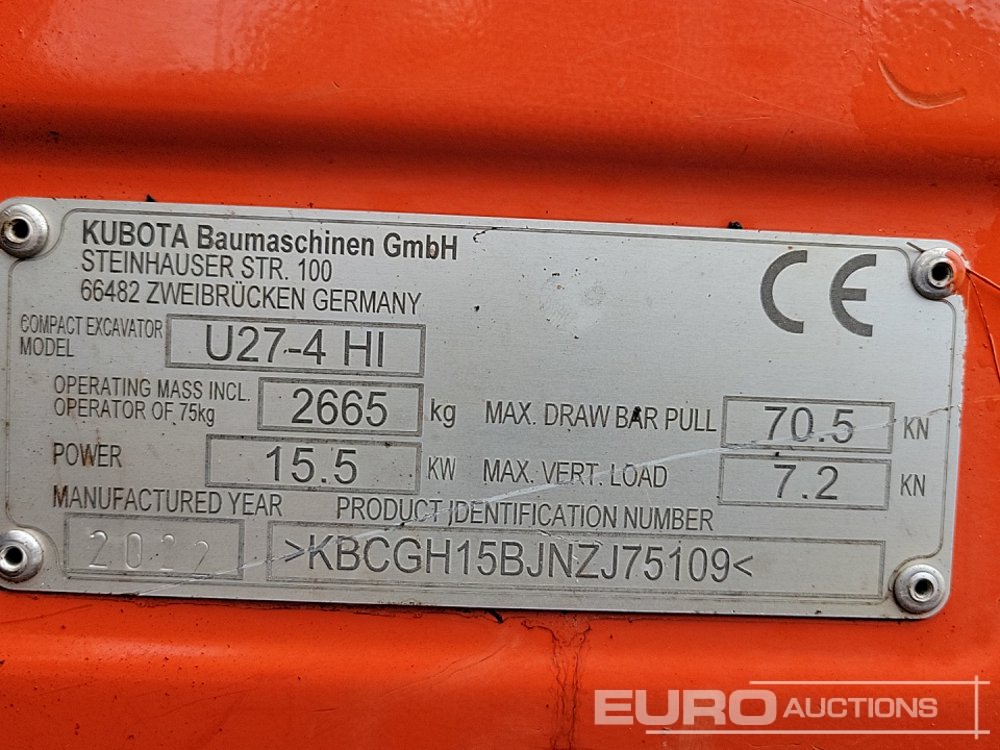 KUBOTA Baumaschinen GmbH
STEINHAUSER STR. 100
66482 ZWEIBRÜCKEN GERMANY
CE
COMPACT EXCAVATOR
MODEL
U27-4 HI
OPERATING MASS INCL.
OPERATOR OF 75kg
2665 kg
MAX. DRAW BAR PULL 70.5 KN
POWER 15.5 KW
MAX. VERT. LOAD 7.2 KN
MANUFACTURED YEAR
2022
PRODUCT IDENTIFICATION NUMBER
>KBCGH15BJNZJ75109<
EURO AUCTIONS